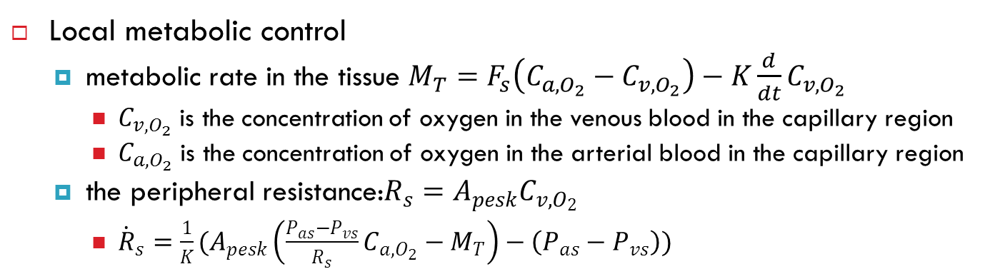 Local metabolic control
metabolic rate in the tissue $M_T = F_s(C_{a,O_2} - C_{v,O_2}) - K\frac{d}{dt}C_{v,O_2}$
$C_{v,O_2}$ is the concentration of oxygen in the venous blood in the capillary region
$C_{a,O_2}$ is the concentration of oxygen in the arterial blood in the capillary region
the peripheral resistance:$R_s = A_{pesk}C_{v,O_2}$
$\dot{R}_s = \frac{1}{K}(A_{pesk}\left(\frac{P_{as}-P_{vs}}{R_s}C_{a,O_2} - M_T\right) - (P_{as} - P_{vs}))$